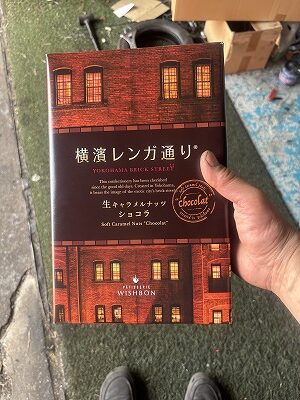 横濱レンガ通り®
YOKOHAMA BRICK STREET
This confectionery has been cherished
since the good old days. Created in Yokohama,
it bears the image of the exotic city's brick street.
生キャラメルナッツ
ショコラ
Soft Caramel Nuts "Chocolat"
chocolat
PATISSERIE
WISHBON